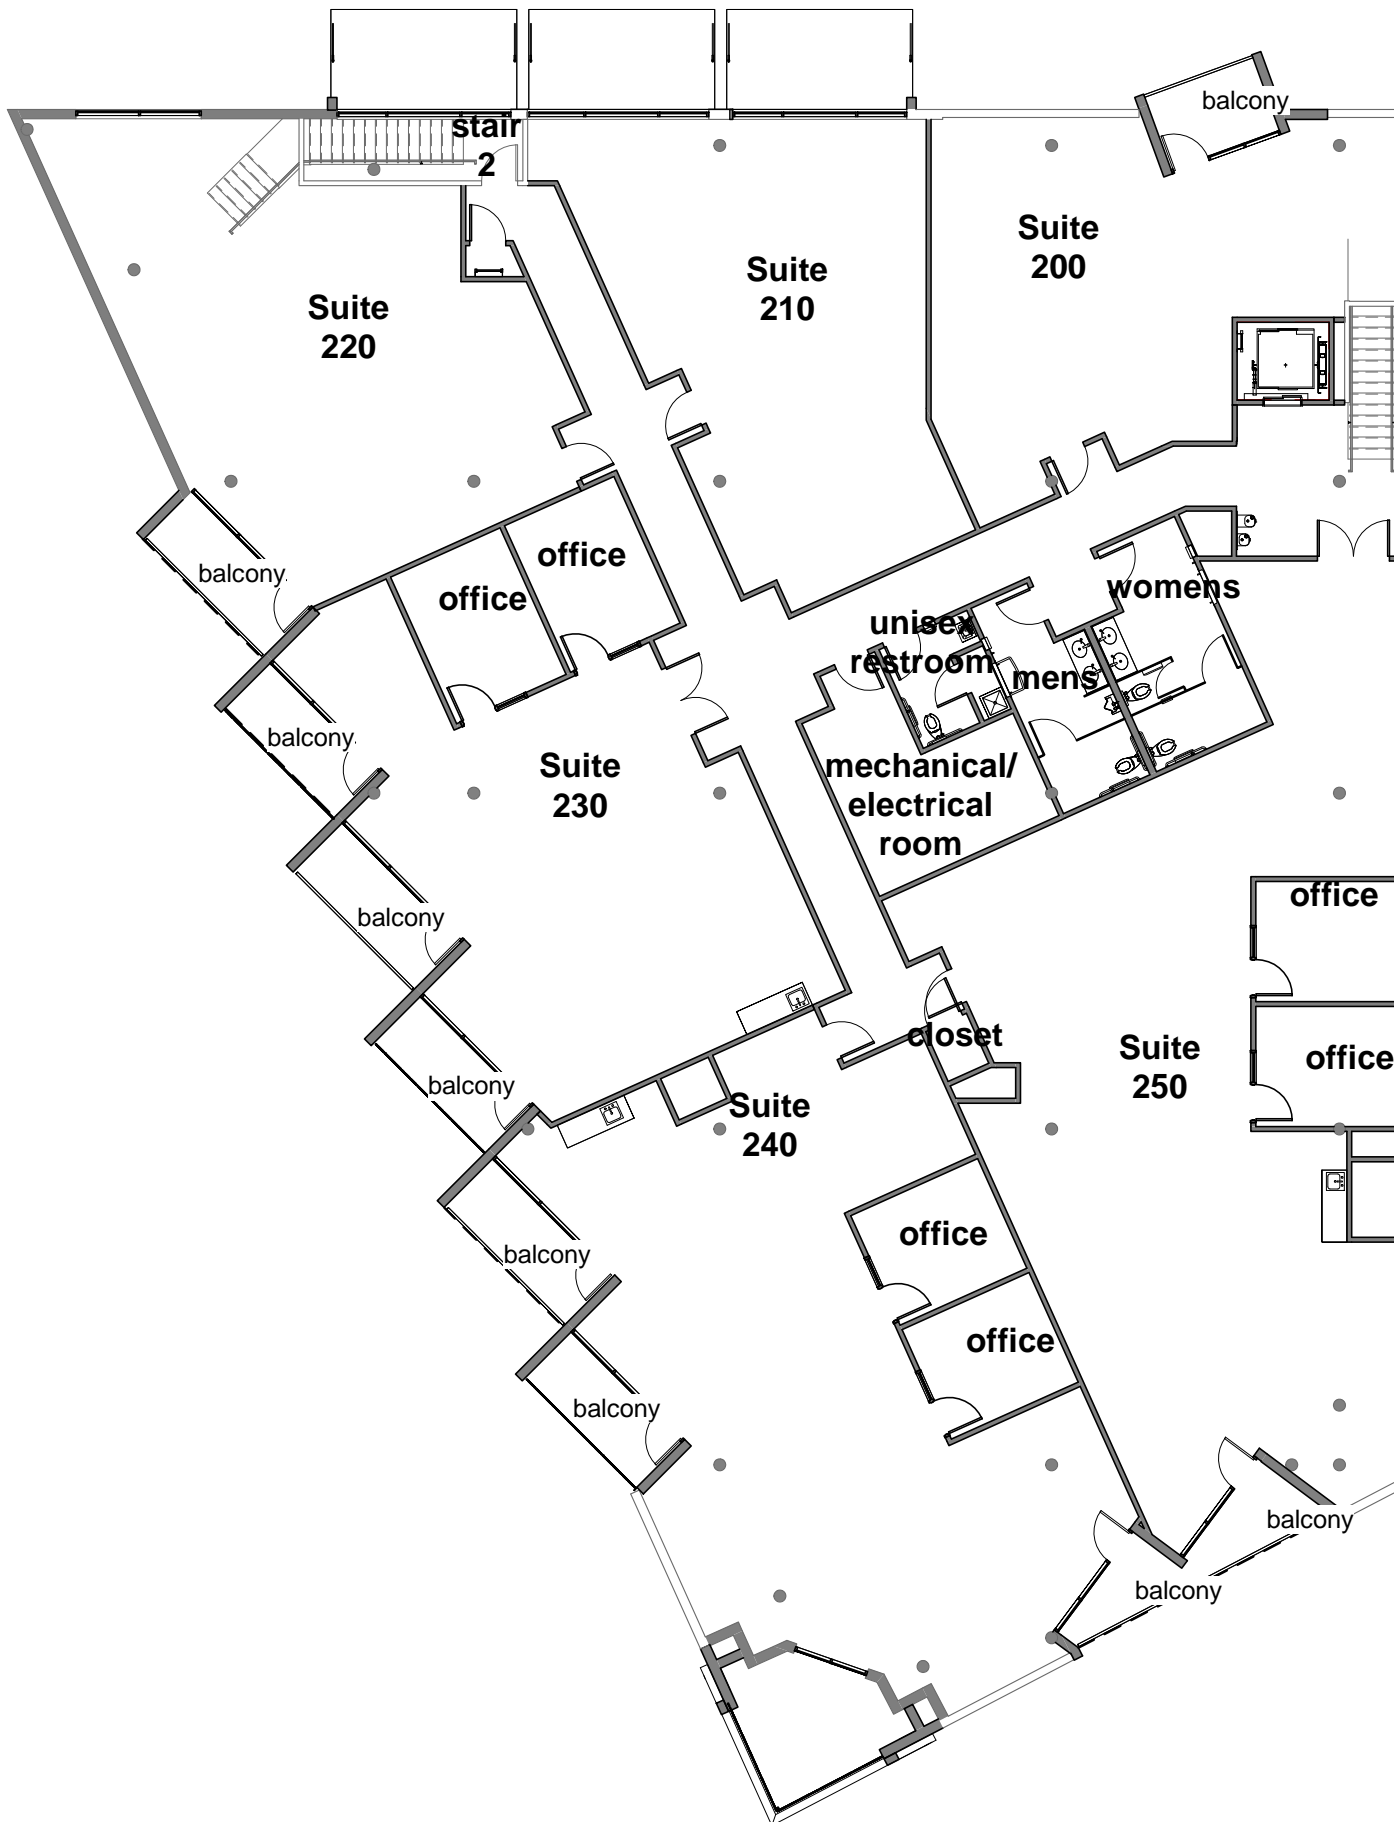 balcony
stair
2
Suite
200
Suite
210
Suite
220
office
office
balcony
womens
unisex
restroom
mens
balcony
Suite
230
mechanical/
electrical
room
office
balcony
closet
Suite
250
office
balcony
Suite
240
office
balcony
office
balcony
balcony
balcony